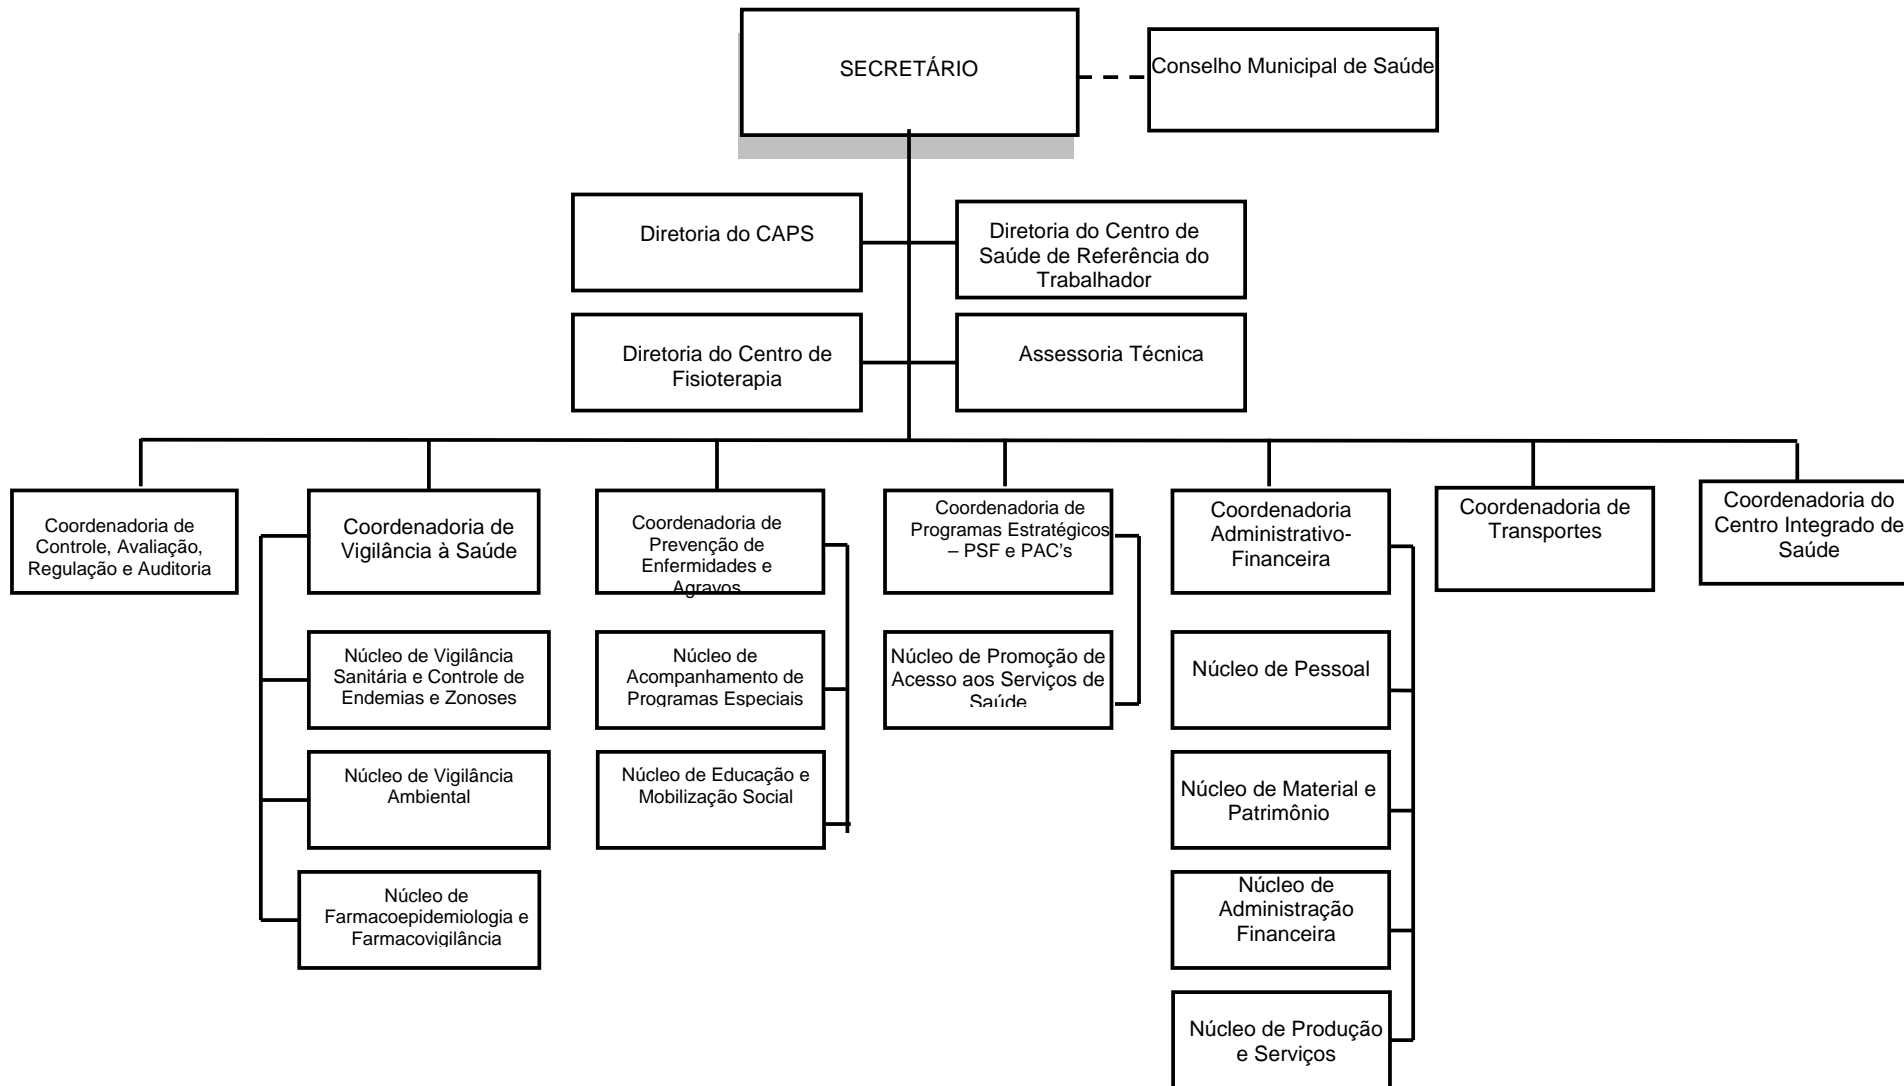 SECRETÁRIO
Conselho Municipal de Saúde
Diretoria do CAPS
Diretoria do Centro de
Saúde de Referência do
Trabalhador
Diretoria do Centro de
Fisioterapia
Assessoria Técnica
Coordenadoria de
Controle, Avaliação,
Regulação e Auditoria
Coordenadoria de
Vigilância à Saúde
Coordenadoria de
Prevenção de
Enfermidades e
Agravos
Coordenadoria de
Programas Estratégicos
– PSF e PAC’s
Coordenadoria
Administrativo-
Financeira
Coordenadoria de
Transportes
Coordenadoria do
Centro Integrado de
Saúde
Núcleo de Vigilância
Sanitária e Controle de
Endemias e Zonoses
Núcleo de
Acompanhamento de
Programas Especiais
Núcleo de Promoção de
Acesso aos Serviços de
Saúde
Núcleo de Pessoal
Núcleo de Vigilância
Ambiental
Núcleo de Educação e
Mobilização Social
Núcleo de Material e
Patrimônio
Núcleo de
Farmacoepidemiologia e
Farmacovigilância
Núcleo de
Administração
Financeira
Núcleo de Produção
e Serviços